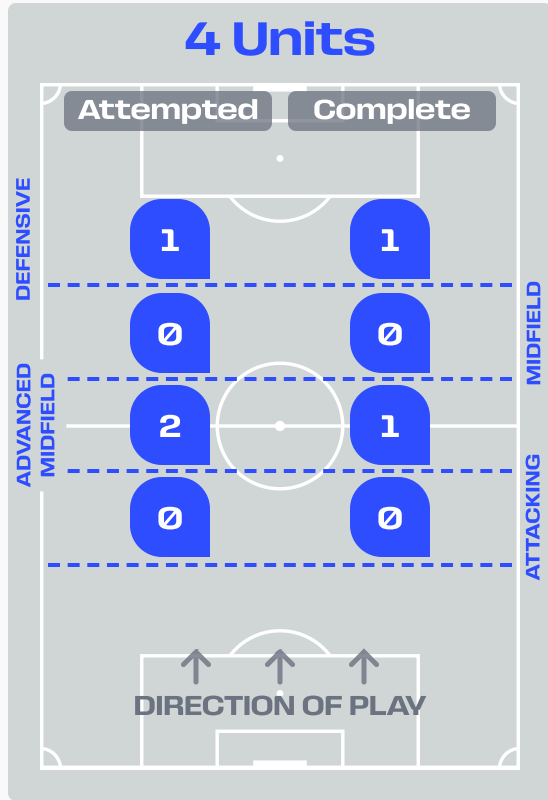 4 Units
Attempted
Complete
DEFENSIVE
1
1
MIDFIELD
0
0
ADVANCED
MIDFIELD
2
1
ATTACKING
0
0
DIRECTION OF PLAY